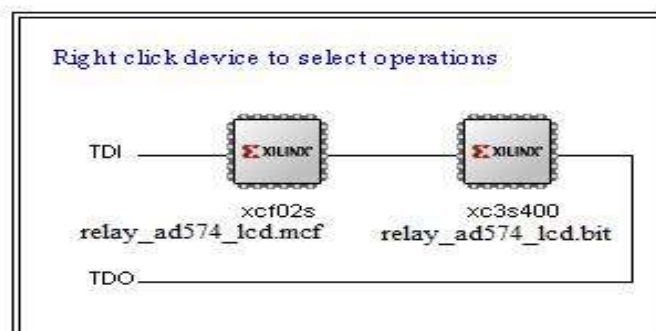 Right click device to select operations
TDI
XILINX
XILINX
xcf02s
xc3s400
relay_ad574_lcd.mcf
relay_ad574_lcd.bit
TDO